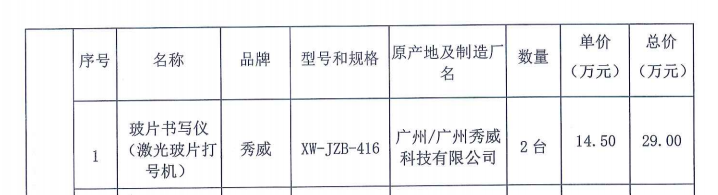 序号 名称 品牌 型号和规格 原产地及制造厂名 数量 单价（万元） 总价（万元）
1 玻片书写仪（激光玻片打号机） 秀威 XW-JZB-416 广州/广州秀威科技有限公司 2 台 14.50 29.00